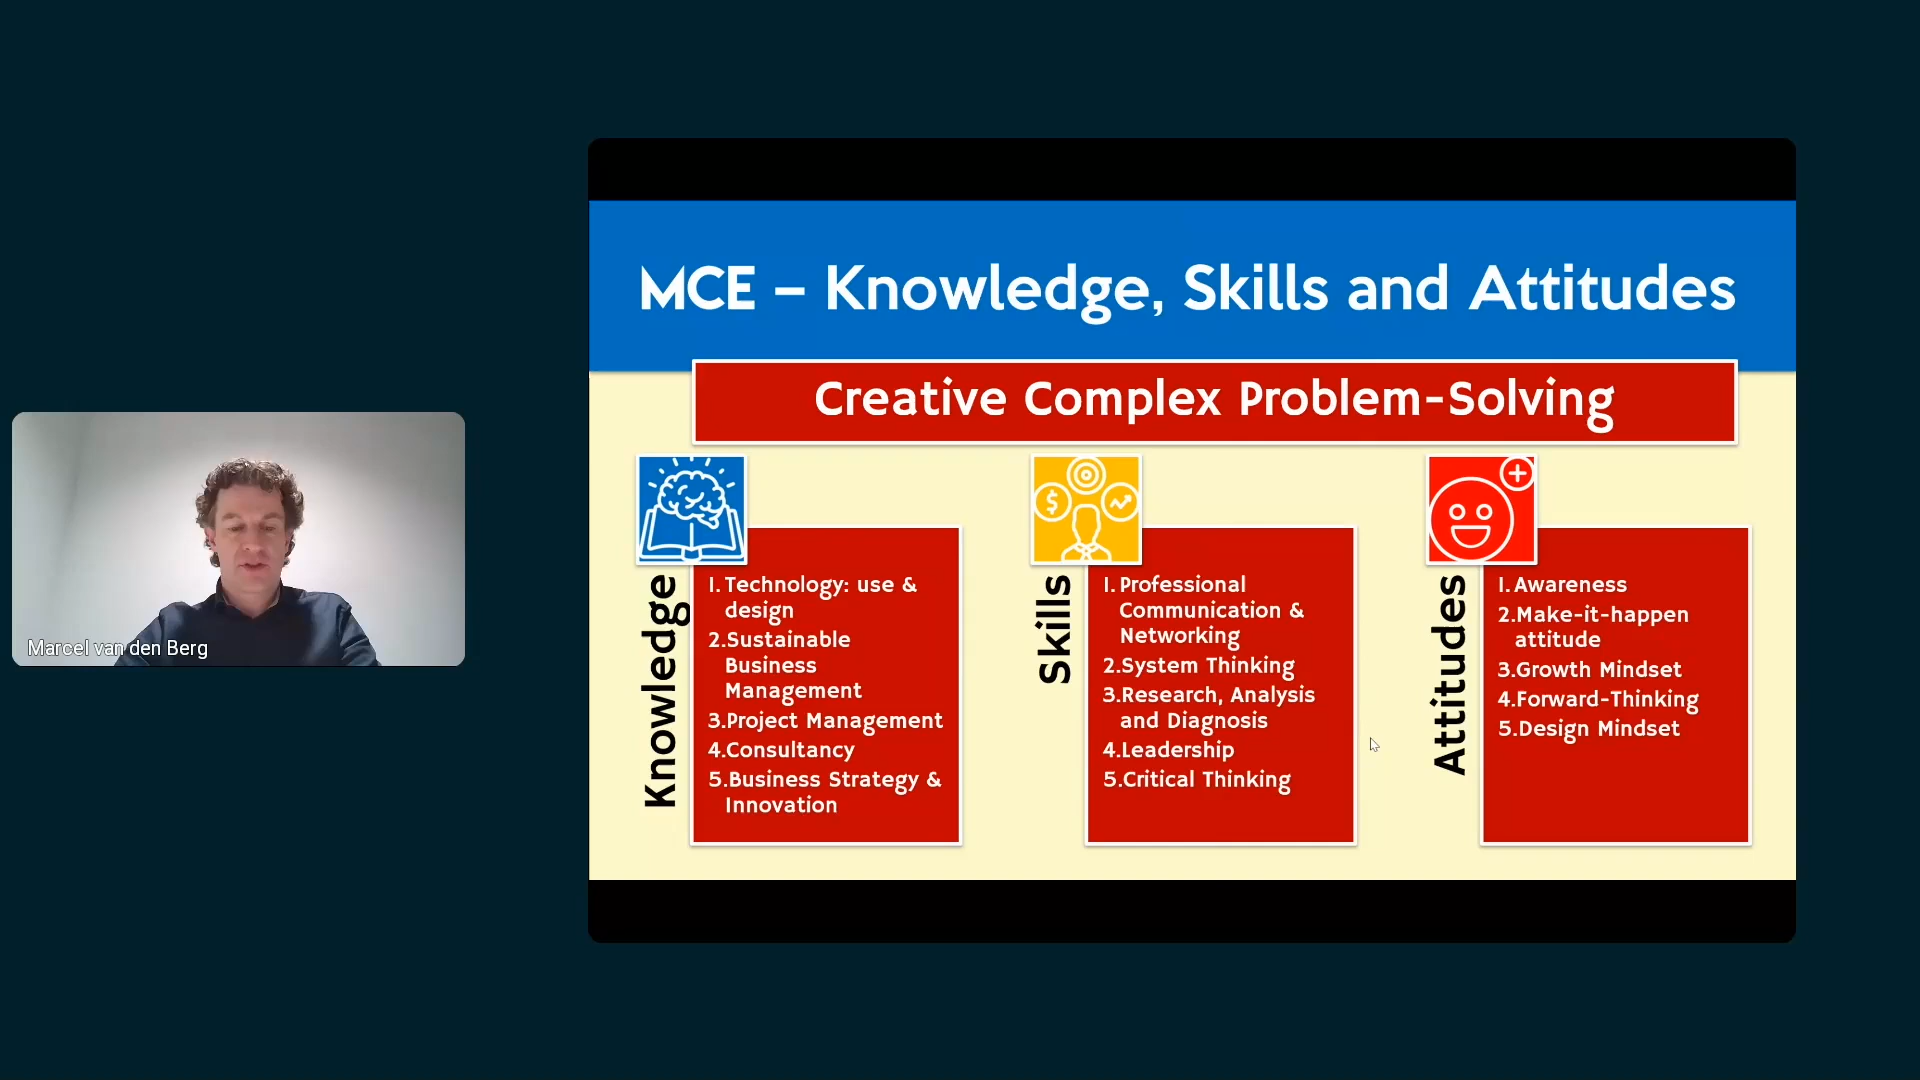 MCE – Knowledge, Skills and Attitudes
Creative Complex Problem-Solving
Knowledge
1. Technology: use &
design
2.Sustainable
Business
Management
3.Project Management
4.Consultancy
5.Business Strategy &
Innovation
Skills
1. Professional
Communication &
Networking
2.System Thinking
3.Research, Analysis
and Diagnosis
4.Leadership
5.Critical Thinking
Attitudes
1. Awareness
2.Make-it-happen
attitude
3.Growth Mindset
4.Forward-Thinking
5.Design Mindset
Marcel van den Berg